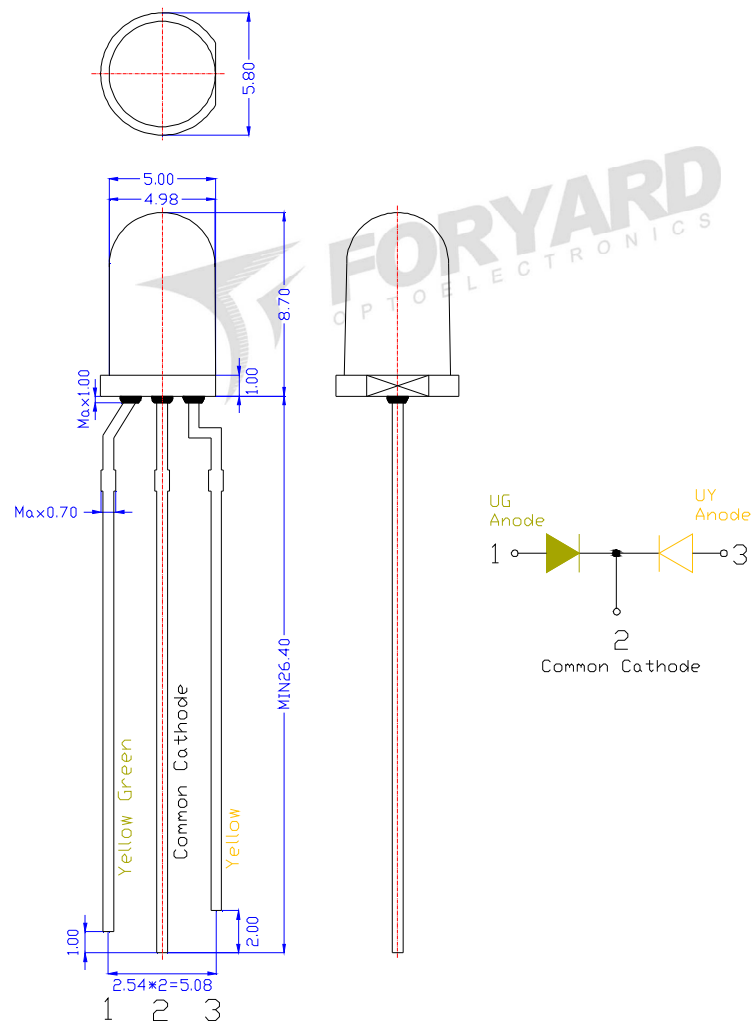 5.80
5.00
4.98
FORYARD
OPTOELECTRONICS
8.70
1.00
Max1.00
Max0.70
UG
Anode
UY
Anode
1
3
2
Common Cathode
MIN26.40
Yellow Green
Common Cathode
Yellow
1.00
2.00
2.54*2=5.08
1 2 3